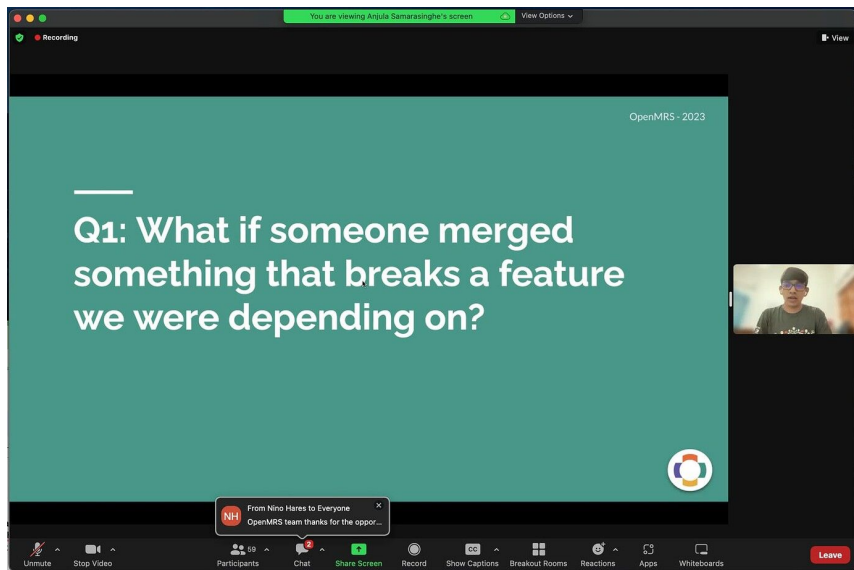 You are viewing Anjula Samarasinghe's screen
View Options
Recording
View
OpenMRS - 2023
Q1: What if someone merged
something that breaks a feature
we were depending on?
From Nino Hares to Everyone
NH
OpenMRS team thanks for the oppor...
59
2
CC
Unmute
Stop Video
Participants
Chat
Share Screen
Record
Show Captions
Breakout Rooms
Reactions
Apps
Whiteboards
Leave